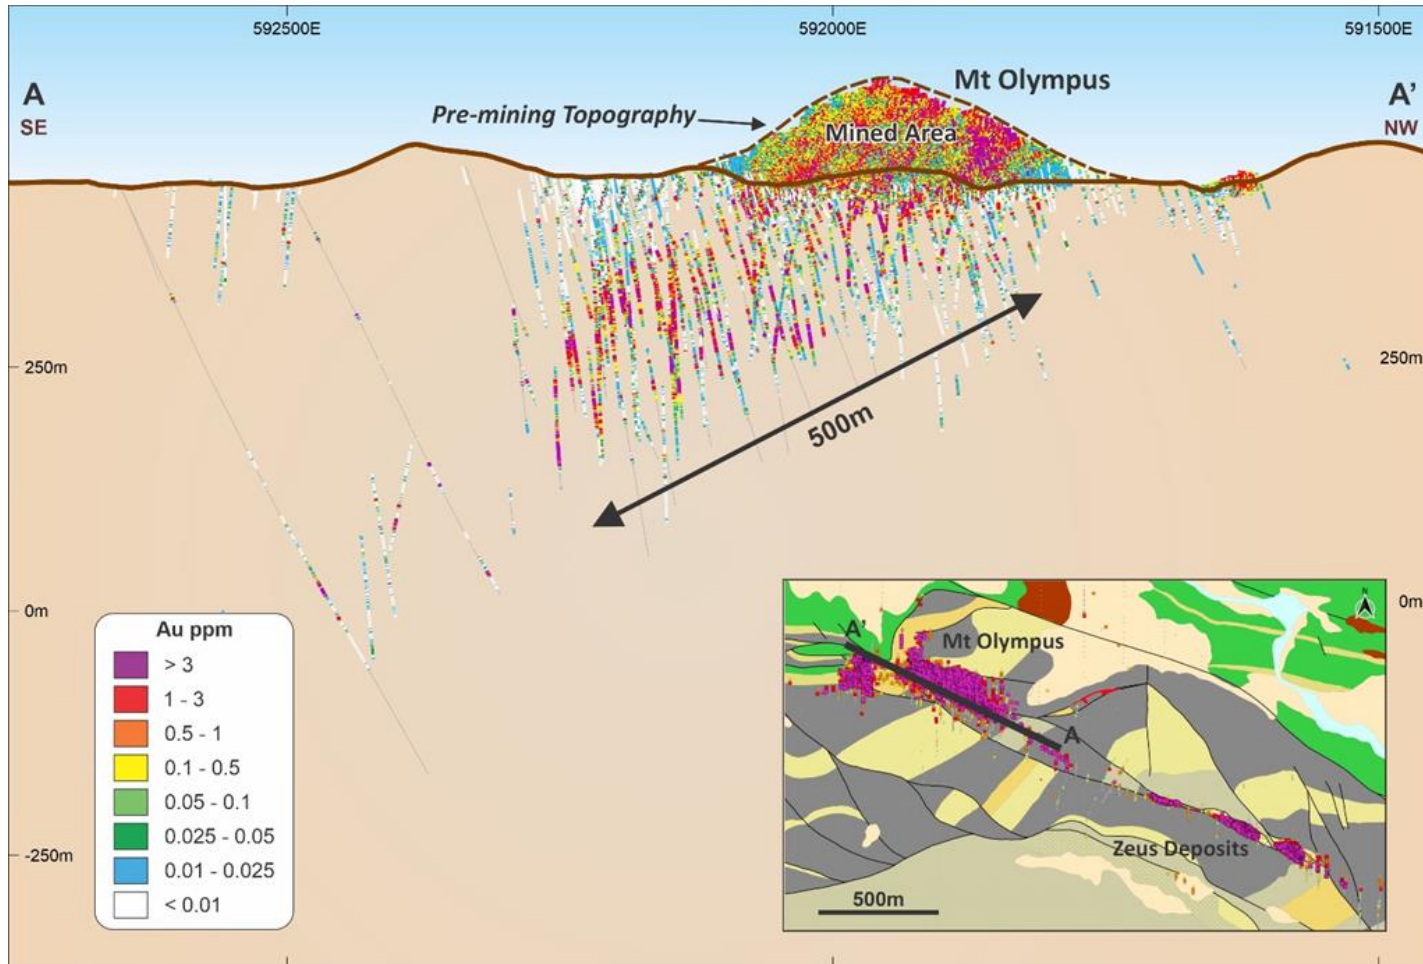 592500E
592000E
591500E
A
SE
Mt Olympus
A'
NW
Pre-mining Topography
Mined Area
250m
250m
500m
0m
0m
-250m
Au ppm
> 3
1 - 3
0.5 - 1
0.1 - 0.5
0.05 - 0.1
0.025 - 0.05
0.01 - 0.025
< 0.01
N
A'
Mt Olympus
A
Zeus Deposits
500m